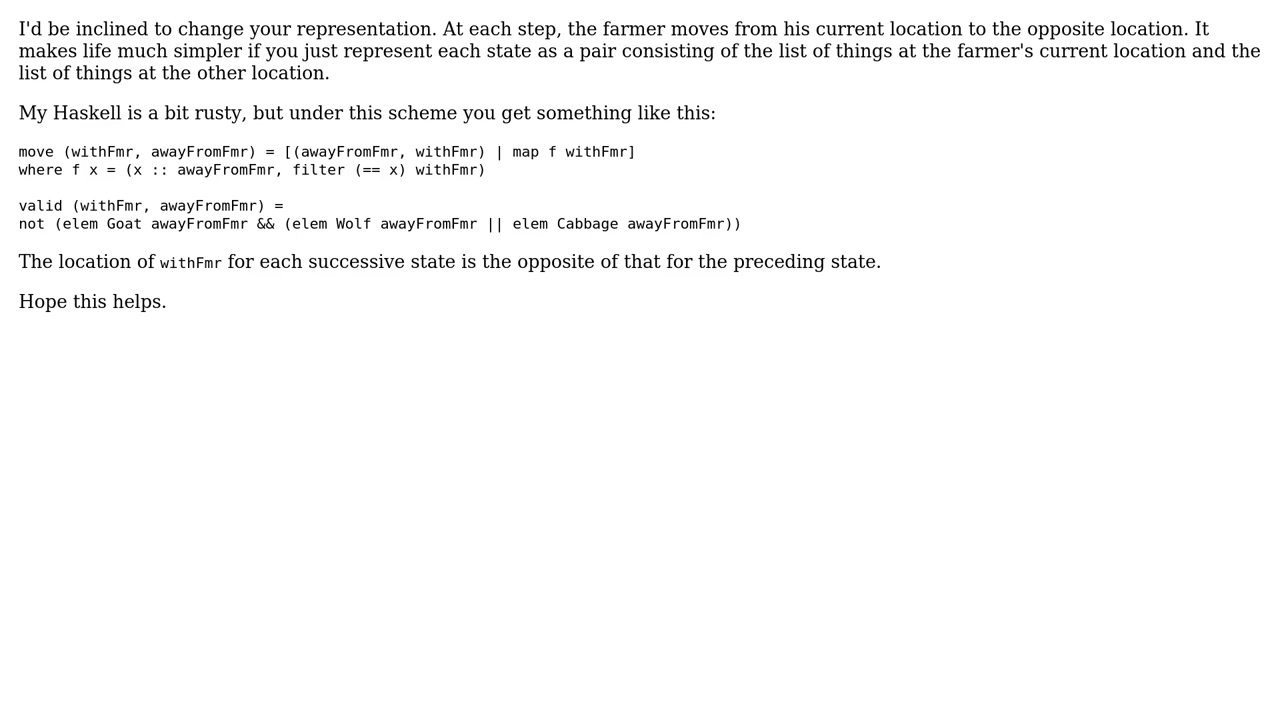 I'd be inclined to change your representation. At each step, the farmer moves from his current location to the opposite location. It
makes life much simpler if you just represent each state as a pair consisting of the list of things at the farmer's current location and the
list of things at the other location.
My Haskell is a bit rusty, but under this scheme you get something like this:
move (withFmr, awayFromFmr) = [(awayFromFmr, withFmr) | map f withFmr]
where f x = (x :: awayFromFmr, filter (== x) withFmr)
valid (withFmr, awayFromFmr) =
not (elem Goat awayFromFmr && (elem Wolf awayFromFmr || elem Cabbage awayFromFmr))
The location of withFmr for each successive state is the opposite of that for the preceding state.
Hope this helps.